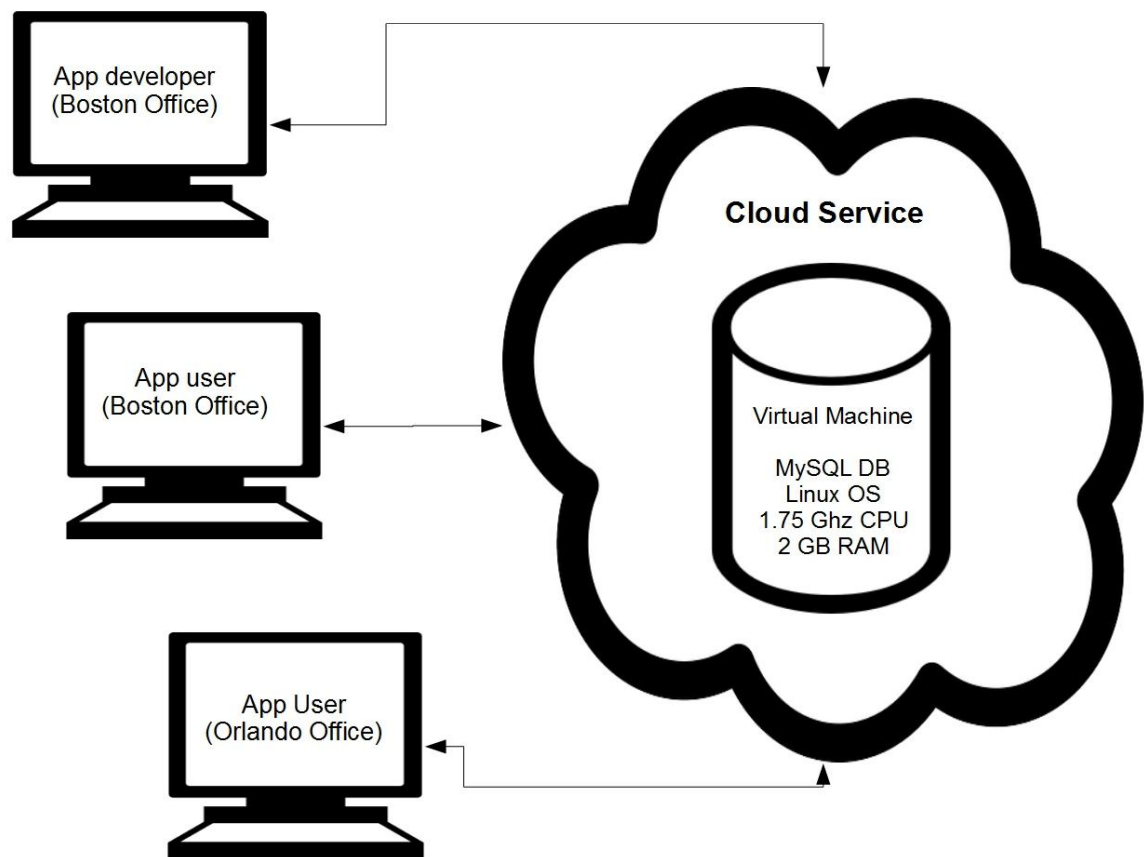 App developer
(Boston Office)
Cloud Service
App user
(Boston Office)
Virtual Machine
MySQL DB
Linux OS
1.75 Ghz CPU
2 GB RAM
App User
(Orlando Office)